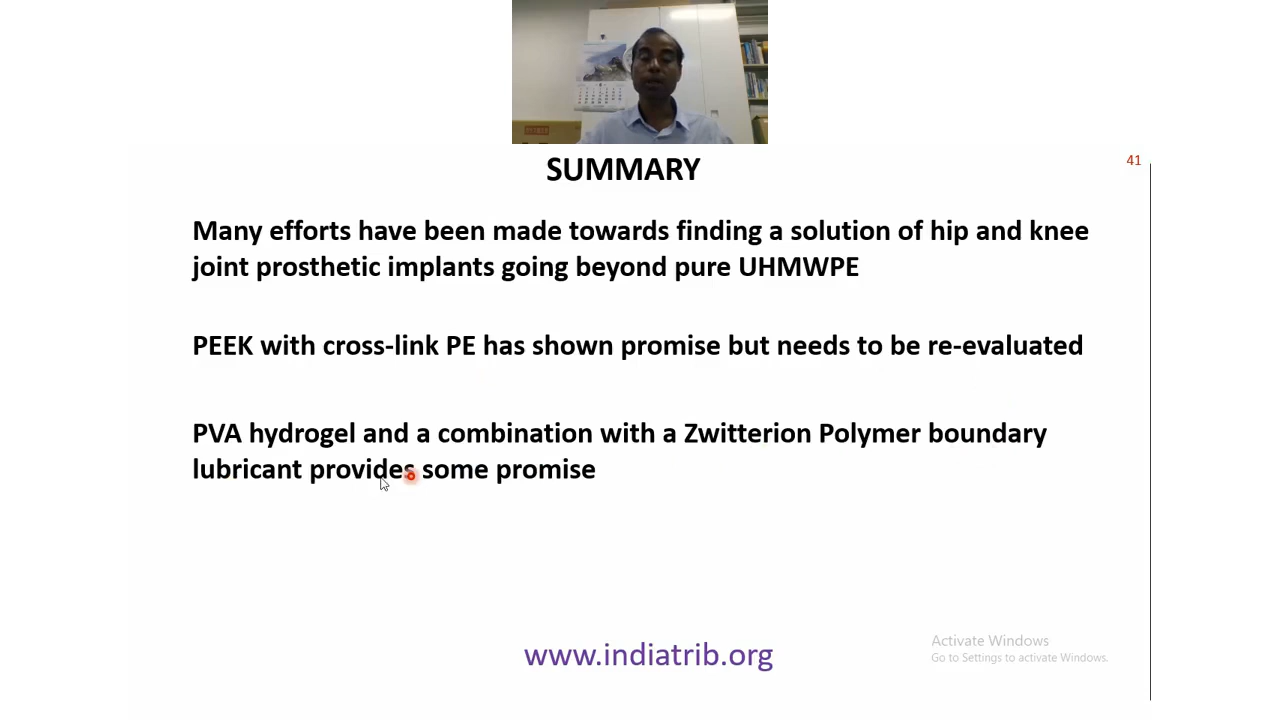 SUMMARY
41
Many efforts have been made towards finding a solution of hip and knee
joint prosthetic implants going beyond pure UHMWPE
PEEK with cross-link PE has shown promise but needs to be re-evaluated
PVA hydrogel and a combination with a Zwitterion Polymer boundary
lubricant provides some promise
www.indiatrib.org
Activate Windows
Go to Settings to activate Windows.